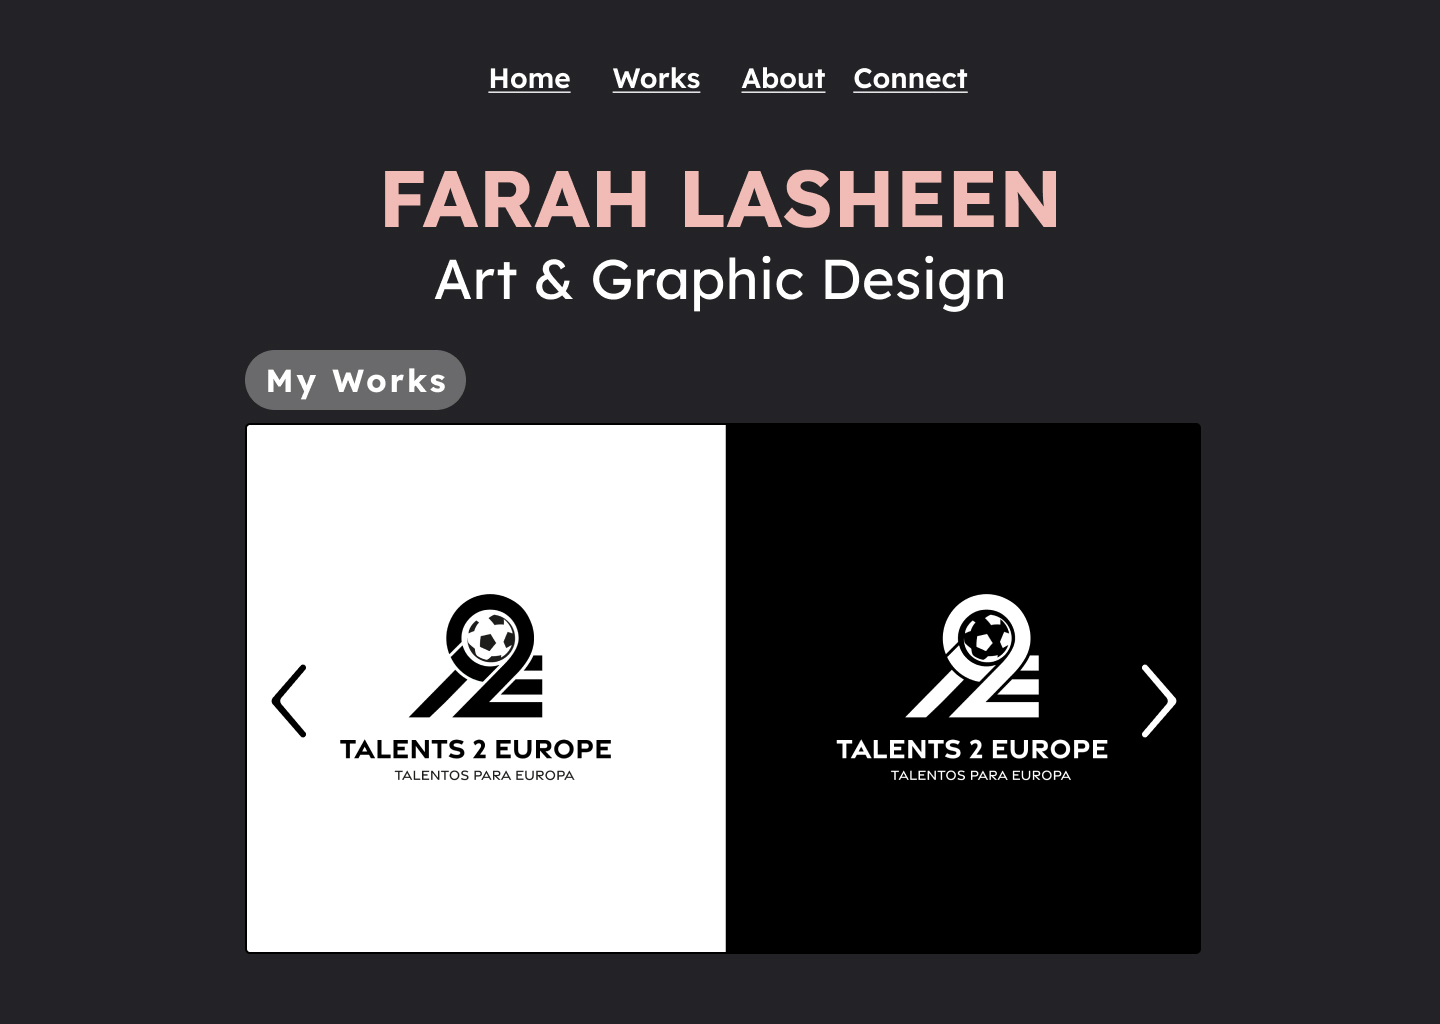 Home Works About Connect
FARAH LASHEEN
Art & Graphic Design
My Works
TALENTS 2 EUROPE
TALENTOS PARA EUROPA
TALENTS 2 EUROPE
TALENTOS PARA EUROPA